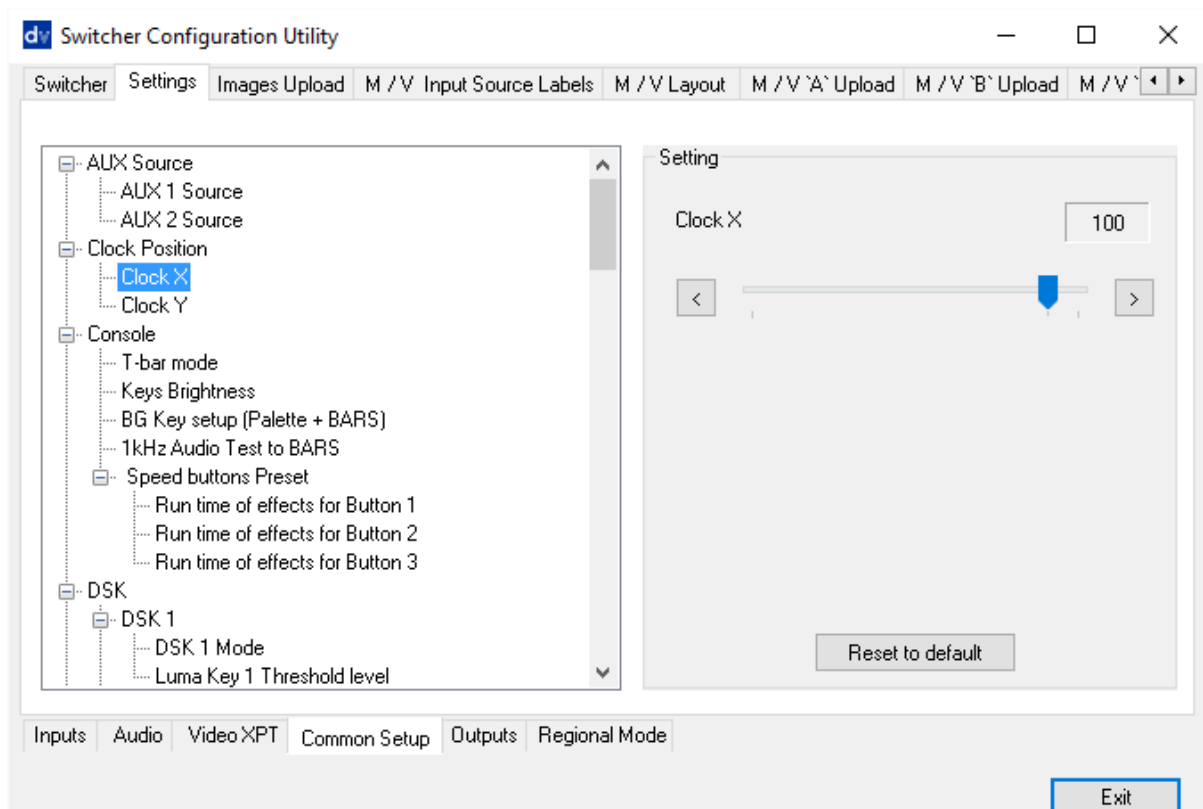 dv Switcher Configuration Utility
Switcher Settings Images Upload M / V Input Source Labels M / V Layout M / V `A` Upload M / V `B` Upload M / V `
AUX Source
AUX 1 Source
AUX 2 Source
Clock Position
Clock X
Clock Y
Console
T-bar mode
Keys Brightness
BG Key setup (Palette + BARS)
1kHz Audio Test to BARS
Speed buttons Preset
Run time of effects for Button 1
Run time of effects for Button 2
Run time of effects for Button 3
DSK
DSK 1
DSK 1 Mode
Luma Key 1 Threshold level
Setting
Clock X 100
< >
Reset to default
Inputs Audio Video XPT Common Setup Outputs Regional Mode
Exit